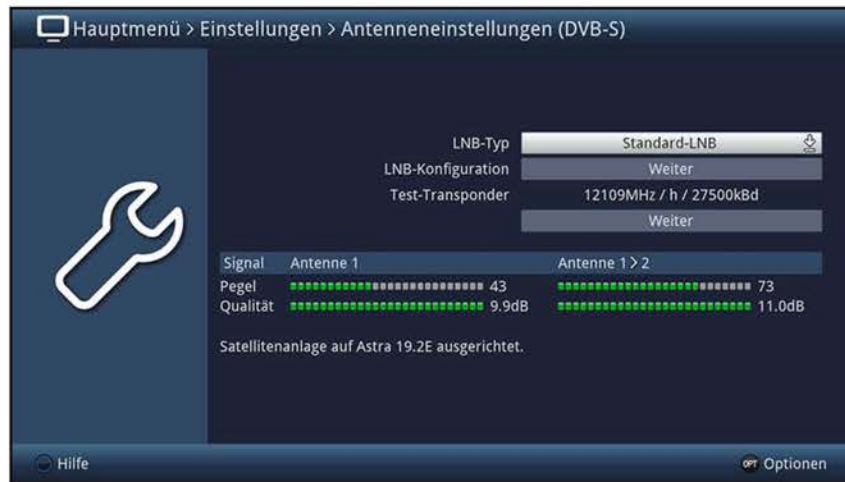 Hauptmenü > Einstellungen > Antenneneinstellungen (DVB-S)
LNB-Typ Standard-LNB
LNB-Konfiguration Weiter
Test-Transponder 12109MHz / h / 27500kBd
Weiter
Signal Antenne 1 Antenne 1 > 2
Pegel 43 73
Qualität 9.9dB 11.0dB
Satellitenanlage auf Astra 19.2E ausgerichtet.
Hilfe OPT Optionen